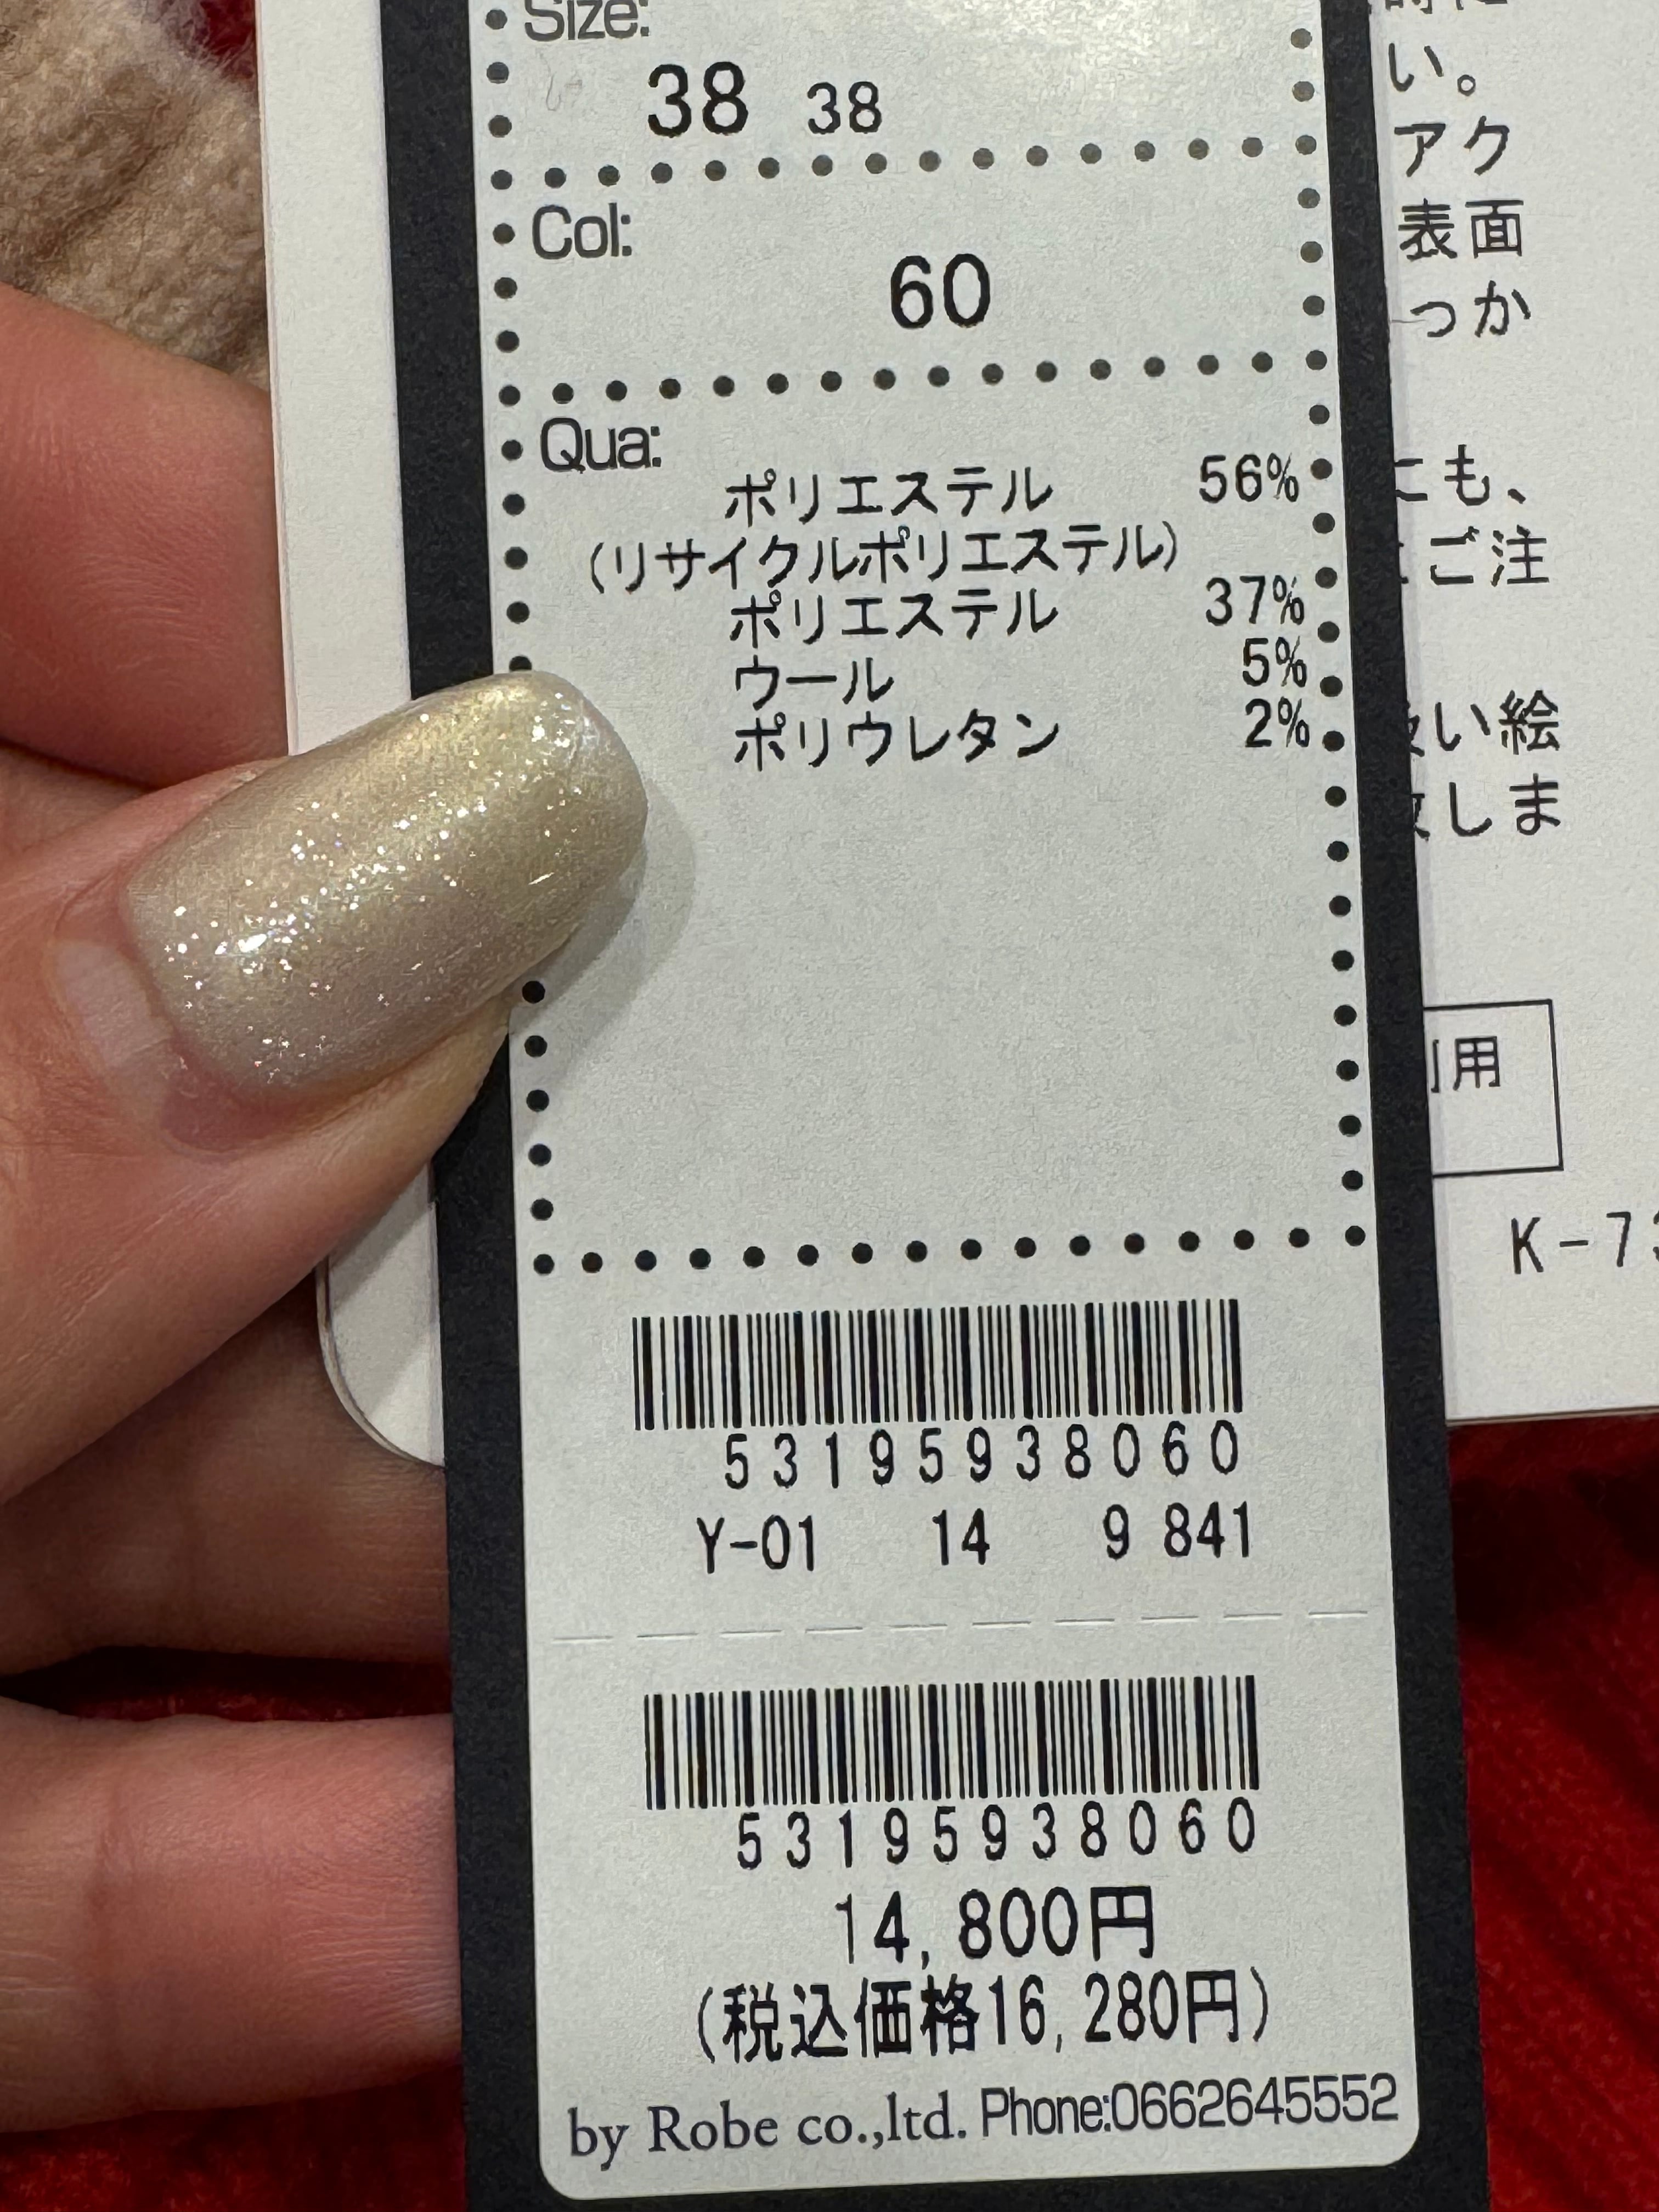 Size:
38 38
Col:
60
Qua:
ポリエステル 56%
(リサイクルポリエステル)
ポリエステル 37%
ウール 5%
ポリウレタン 2%
53195938060
Y-01 14 9 841
53195938060
14,800円
(税込価格16,280円)
by Robe co.,ltd. Phone:0662645552
い。
アク
表面
っか
にも、
ご注
い絵
しま
用
K-73